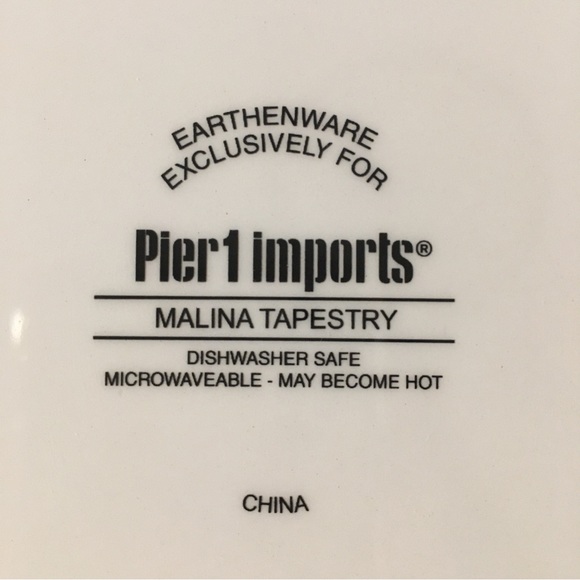 EARTHENWARE
EXCLUSIVELY FOR
Pier1 imports®
MALINA TAPESTRY
DISHWASHER SAFE
MICROWAVEABLE - MAY BECOME HOT
CHINA